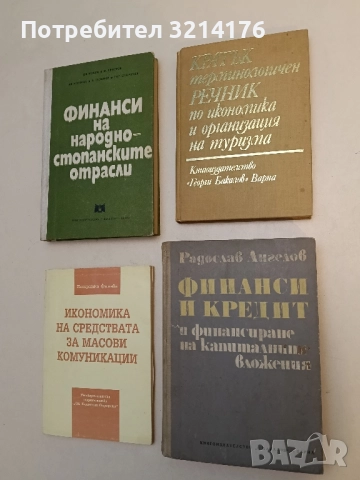 Потребител 3214176
ФИНАНСИ
НА
НАРОДНО-
СТОПАНСКИТЕ
ОТРАСЛИ
КРАТЪК
терминологичен
РЕЧНИК
по икономика
и организация
на туризма
Книгоиздателство
«Георги Бакалов» Варна
ИКОНОМИКА
НА СРЕДСТВАТА
ЗА МАСОВИ
КОМУНИКАЦИИ
Радослав Ангелов
ФИНАНСИ
И КРЕДИТ
и финансиране
на капиталните
вложения
bazar